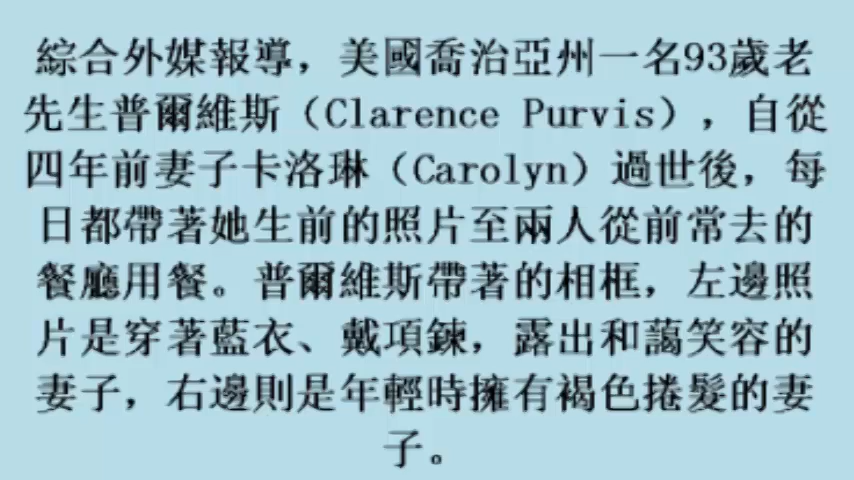 綜合外媒報導，美國喬治亞州一名93歲老
先生普爾維斯（Clarence Purvis），自從
四年前妻子卡洛琳（Carolyn）過世後，每
日都帶著她生前的照片至兩人從前常去的
餐廳用餐。普爾維斯帶著的相框，左邊照
片是穿著藍衣、戴項鍊，露出和藹笑容的
妻子，右邊則是年輕時擁有褐色捲髮的妻
子。